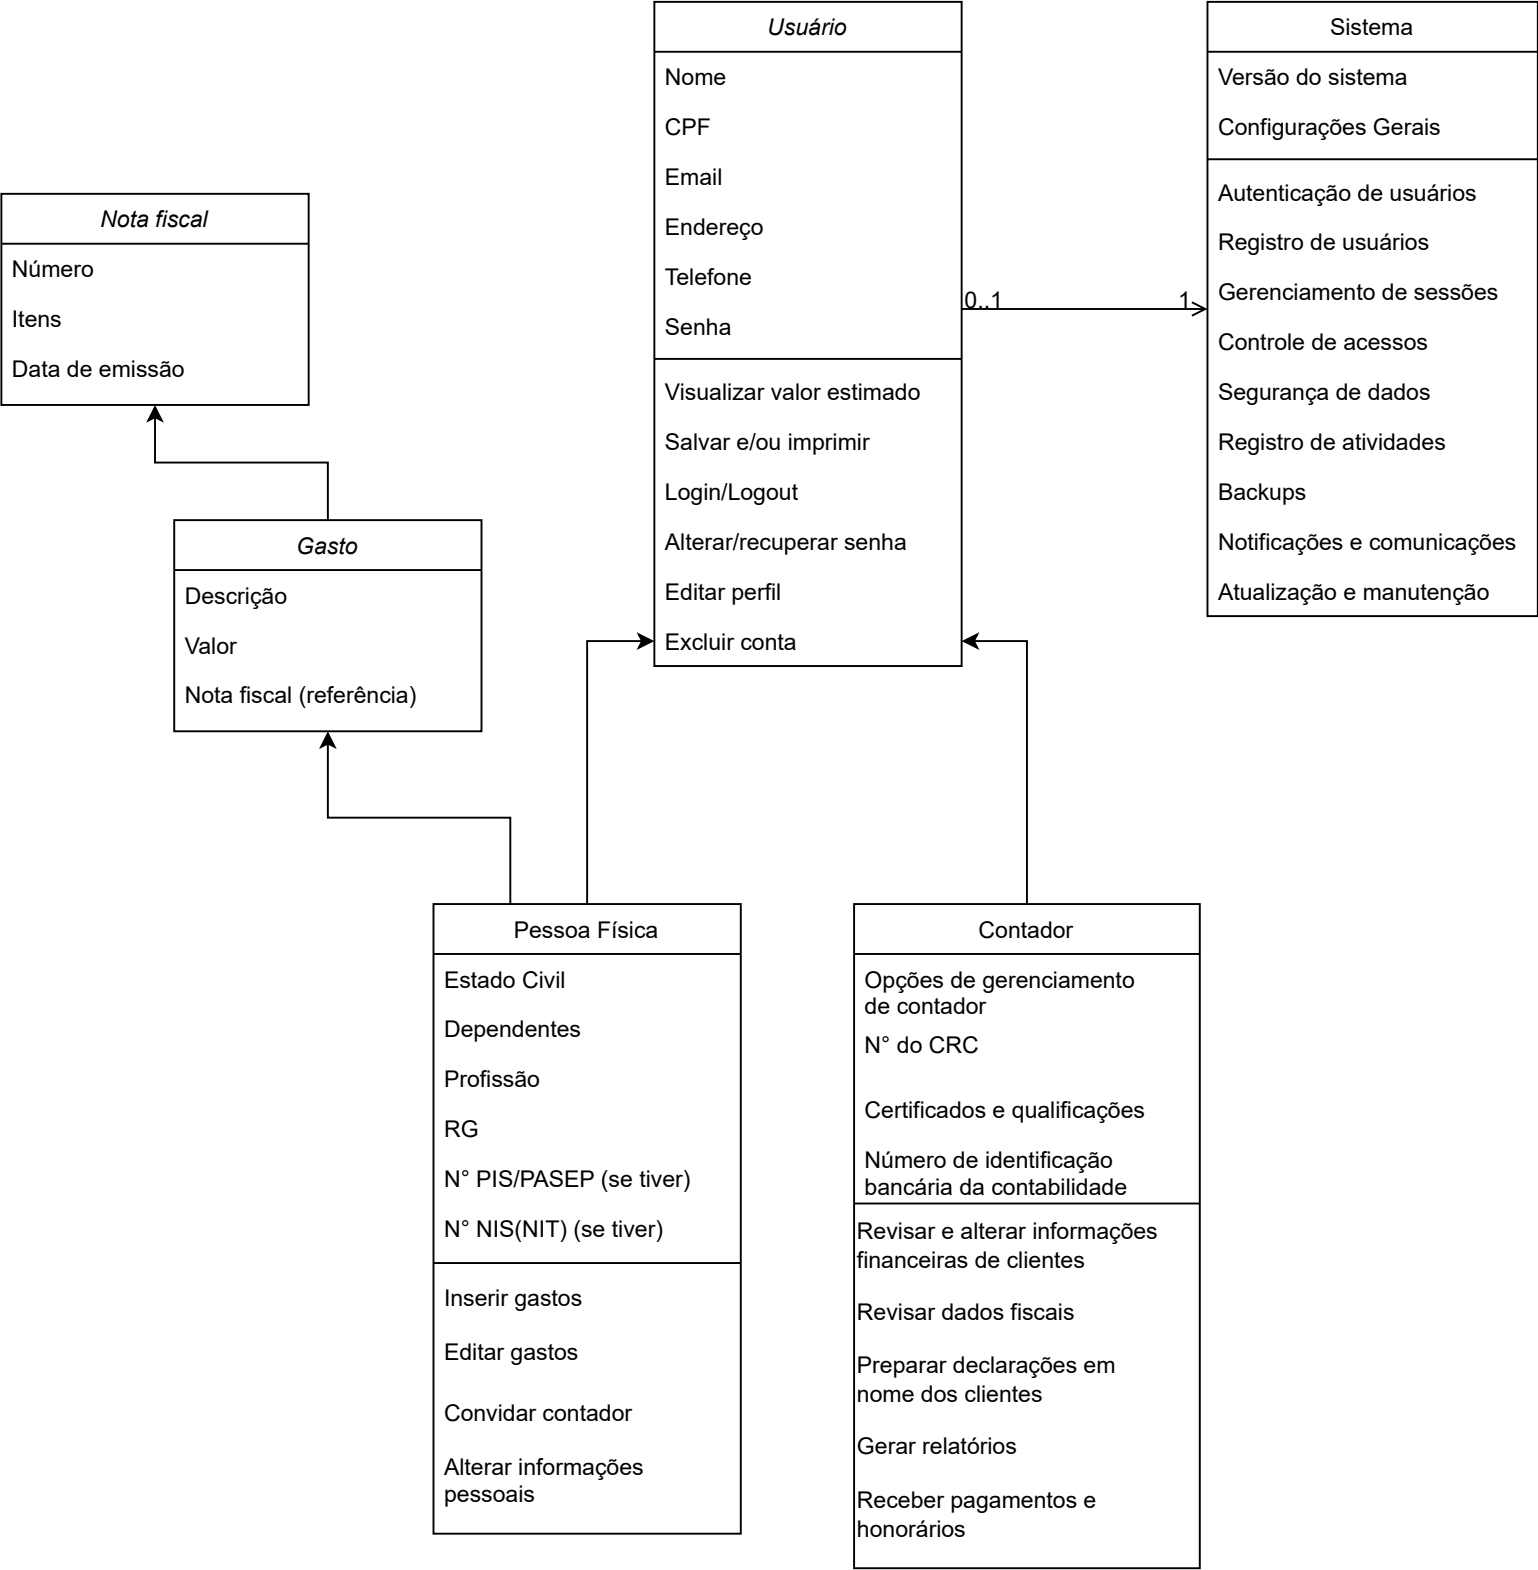 Usuário
Nome
CPF
Email
Endereço
Telefone
Senha
Visualizar valor estimado
Salvar e/ou imprimir
Login/Logout
Alterar/recuperar senha
Editar perfil
Excluir conta
0..1
1
Sistema
Versão do sistema
Configurações Gerais
Autenticação de usuários
Registro de usuários
Gerenciamento de sessões
Controle de acessos
Segurança de dados
Registro de atividades
Backups
Notificações e comunicações
Atualização e manutenção
Nota fiscal
Número
Itens
Data de emissão
Gasto
Descrição
Valor
Nota fiscal (referência)
Pessoa Física
Estado Civil
Dependentes
Profissão
RG
N° PIS/PASEP (se tiver)
N° NIS(NIT) (se tiver)
Inserir gastos
Editar gastos
Convidar contador
Alterar informações
pessoais
Contador
Opções de gerenciamento
de contador
N° do CRC
Certificados e qualificações
Número de identificação
bancária da contabilidade
Revisar e alterar informações
financeiras de clientes
Revisar dados fiscais
Preparar declarações em
nome dos clientes
Gerar relatórios
Receber pagamentos e
honorários